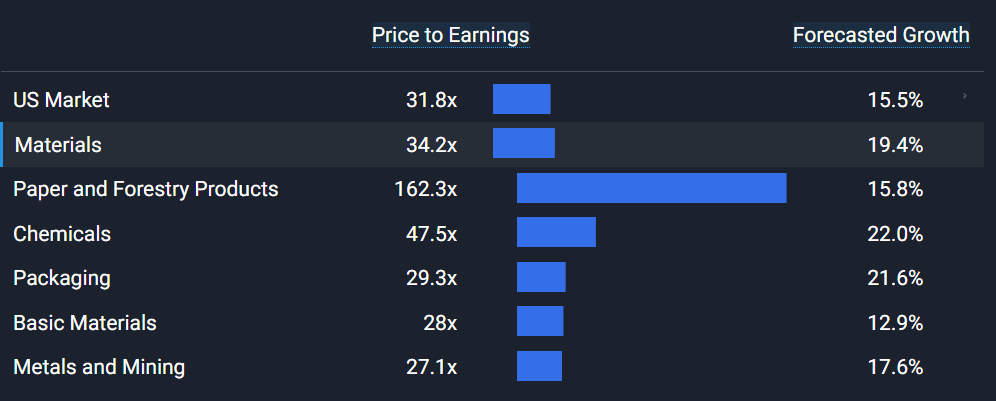 Price to Earnings Forecasted Growth
US Market 31.8x 15.5%
Materials 34.2x 19.4%
Paper and Forestry Products 162.3x 15.8%
Chemicals 47.5x 22.0%
Packaging 29.3x 21.6%
Basic Materials 28x 12.9%
Metals and Mining 27.1x 17.6%